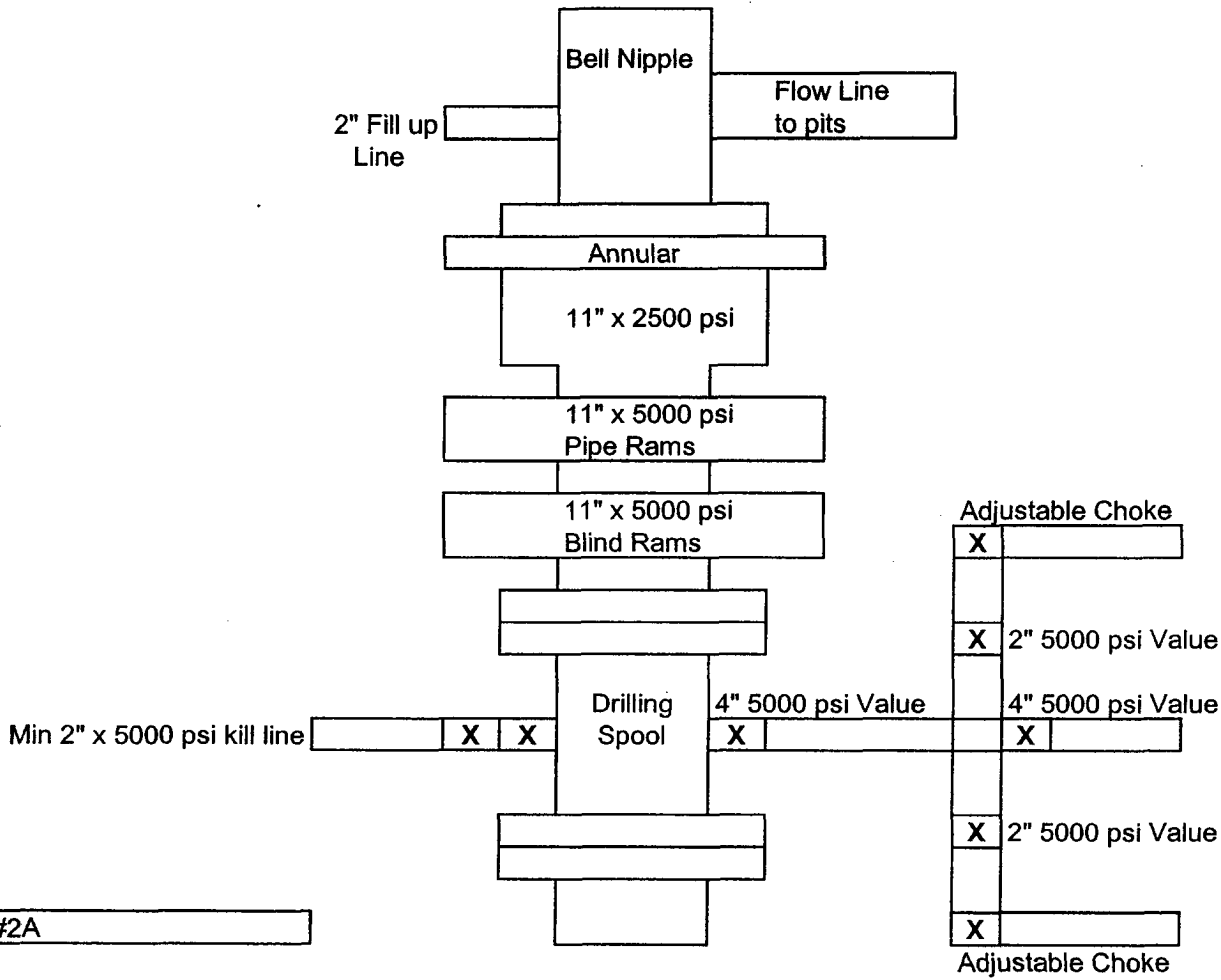 Bell Nipple
Flow Line
to pits
2" Fill up
Line
Annular
11" x 2500 psi
11" x 5000 psi
Pipe Rams
11" x 5000 psi
Blind Rams
Adjustable Choke
X
X 2" 5000 psi Value
Drilling
Spool
4" 5000 psi Value
4" 5000 psi Value
Min 2" x 5000 psi kill line
X X
X
X
X 2" 5000 psi Value
#2A
X
Adjustable Choke